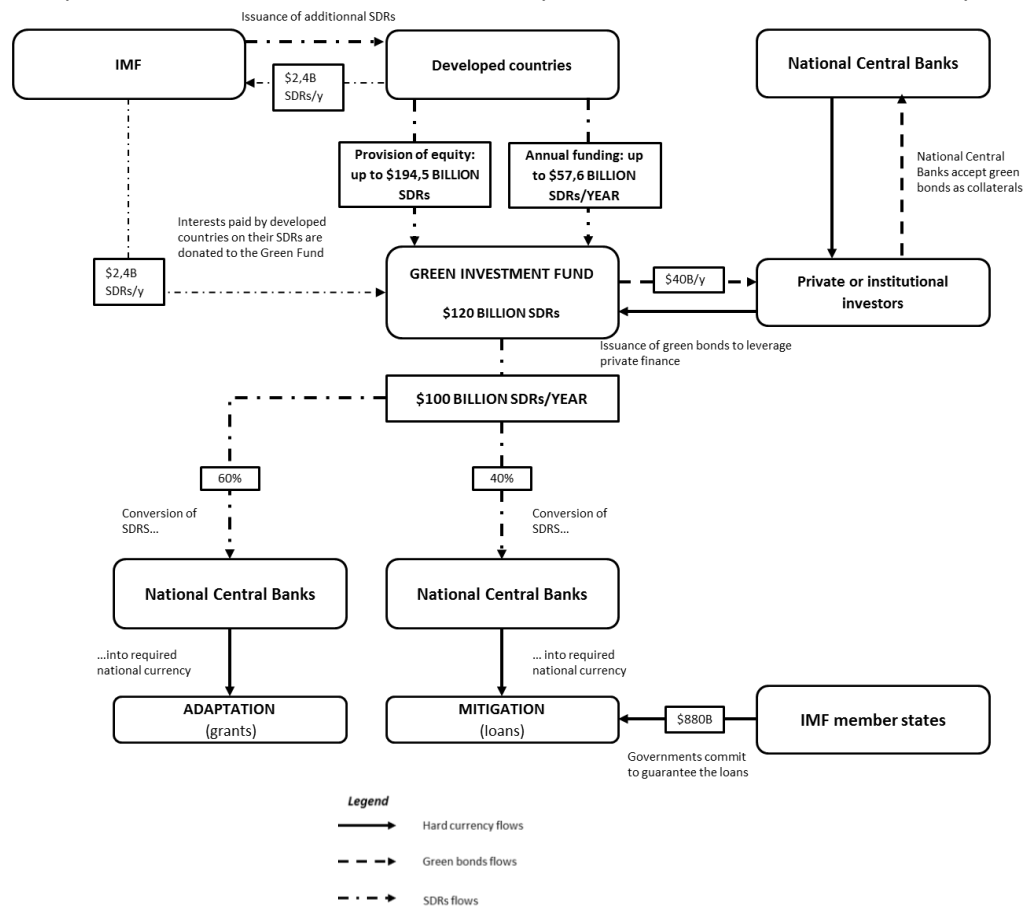 Issuance of additionnal SDRs
IMF
Developed countries
National Central Banks
$2,4B
SDRs/y
Provision of equity:
up to $194,5 BILLION
SDRs
Annual funding: up
to $57,6 BILLION
SDRs/YEAR
National Central
Banks accept green
bonds as collaterals
Interests paid by developed
countries on their SDRs are
donated to the Green Fund
$2,4B
SDRs/y
GREEN INVESTMENT FUND
$120 BILLION SDRs
$40B/y
Private or institutional
investors
Issuance of green bonds to leverage
private finance
$100 BILLION SDRs/YEAR
60%
40%
Conversion of
SDRS...
Conversion of
SDRS...
National Central Banks
National Central Banks
...into required
national currency
... into required
national currency
ADAPTATION
(grants)
MITIGATION
(loans)
$880B
IMF member states
Governments commit
to guarantee the loans
Legend
Hard currency flows
Green bonds flows
SDRs flows